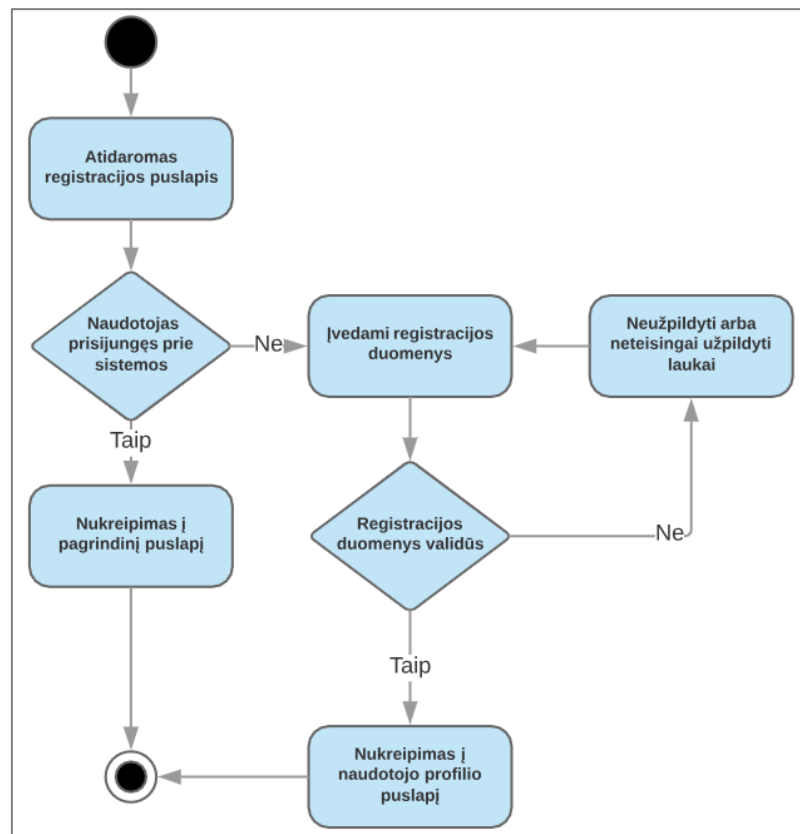 Atidaromas
registracijos puslapis
Naudotojas
prisijungęs prie
sistemos
Ne
Įvedami registracijos
duomenys
Neužpildyti arba
neteisingai užpildyti
laukai
Taip
Nukreipimas į
pagrindinį puslapį
Registracijos
duomenys validūs
Ne
Taip
Nukreipimas į
naudotojo profilio
puslapį